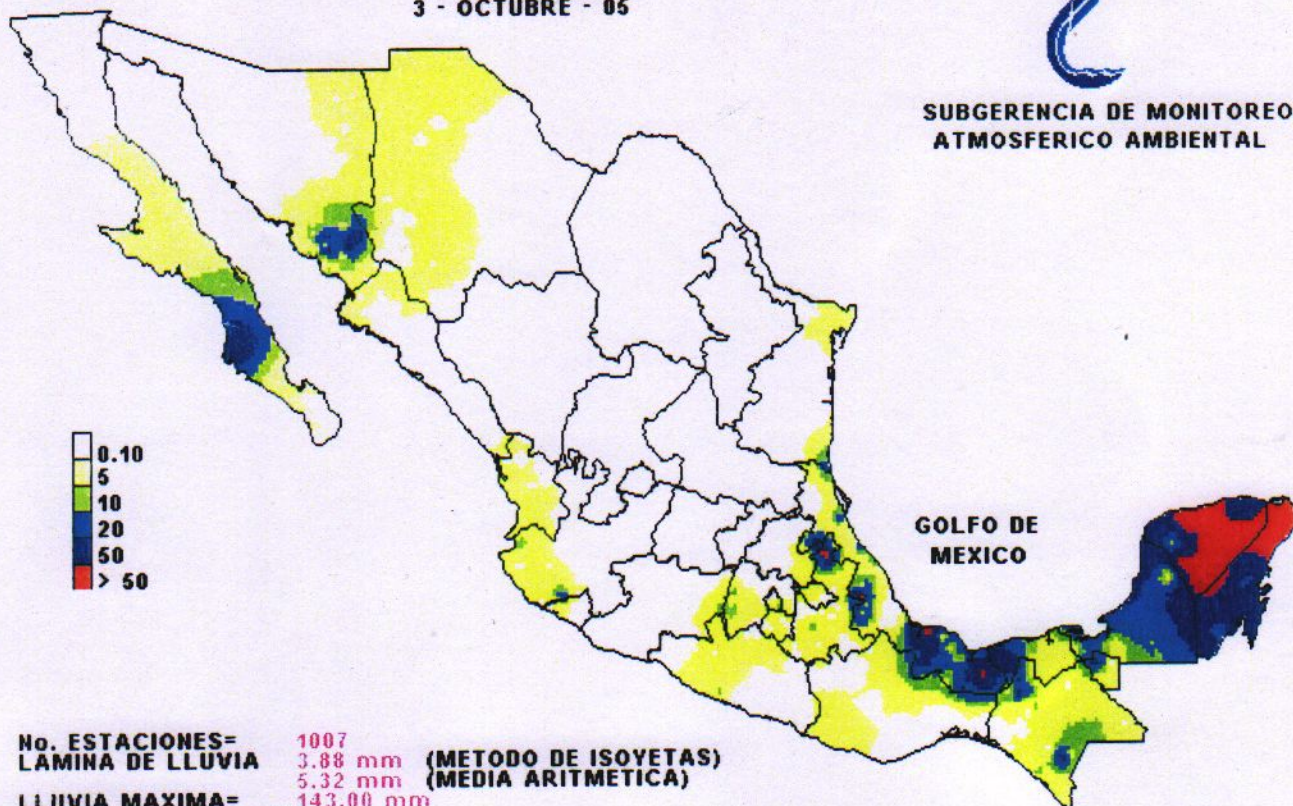 3 - OCTUBRE - 05
SUBGERENCIA DE MONITOREO
ATMOSFERICO AMBIENTAL
0.10
5
10
20
50
> 50
GOLFO DE
MEXICO
No. ESTACIONES= 1007
LAMINA DE LLUVIA 3.88 mm (METODO DE ISOYETAS)
5.32 mm (MEDIA ARITMETICA)
LLUVIA MAXIMA= 143.00 mm